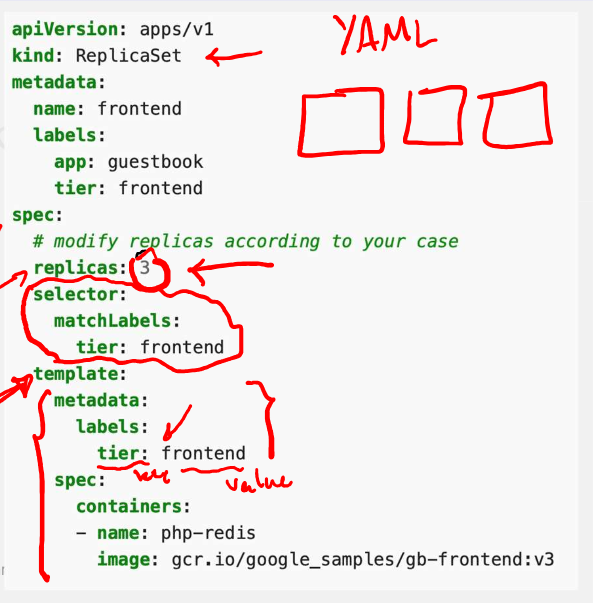 apiVersion: apps/v1
YAML
kind: ReplicaSet
metadata:
  name: frontend
  labels:
    app: guestbook
    tier: frontend
spec:
  # modify replicas according to your case
  replicas: 3
  selector:
    matchLabels:
      tier: frontend
  template:
    metadata:
      labels:
        tier: frontend
key
value
    spec:
      containers:
      - name: php-redis
        image: gcr.io/google_samples/gb-frontend:v3